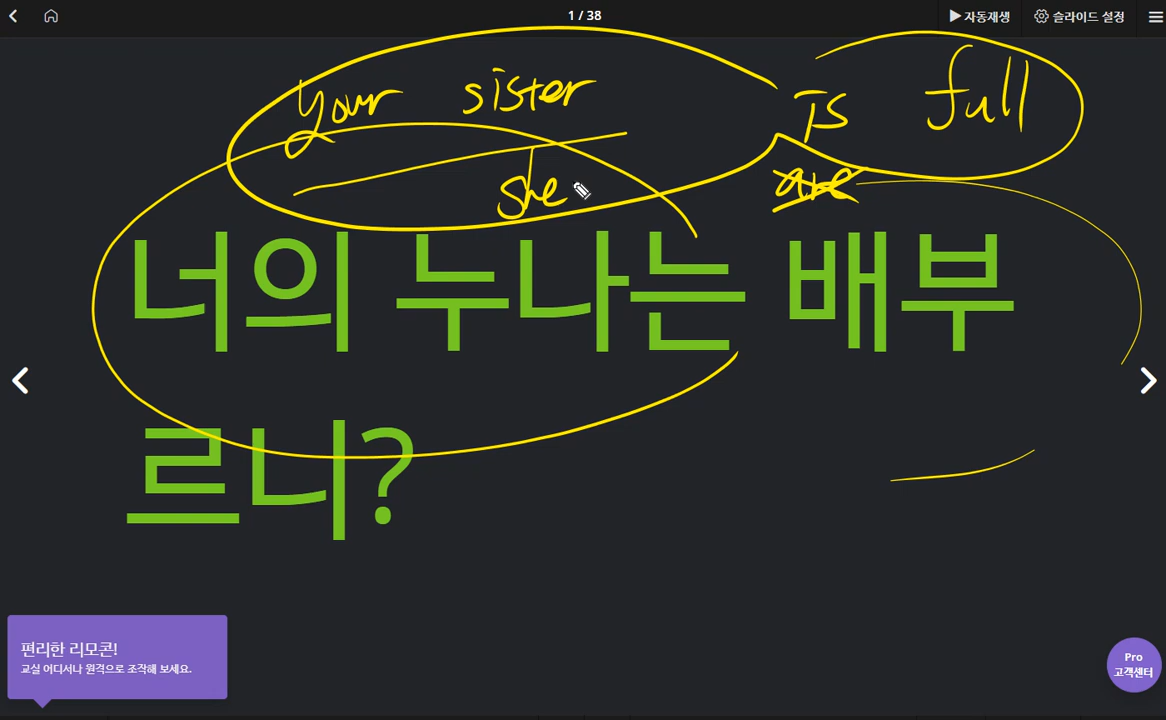 1 / 38
자동재생
슬라이드 설정
your sister is full
she are
너의 누나는 배부
르니?
편리한 리모콘!
교실 어디서나 원격으로 조작해 보세요.
Pro
고객센터